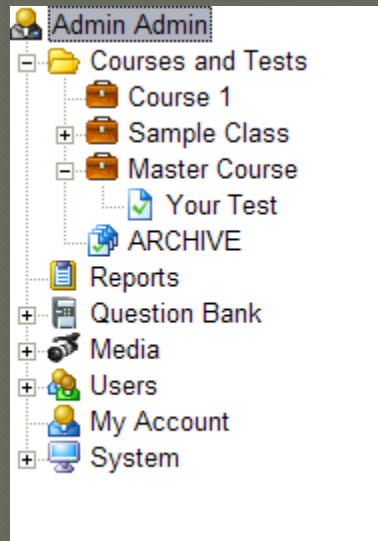 Admin Admin
Courses and Tests
Course 1
Sample Class
Master Course
Your Test
ARCHIVE
Reports
Question Bank
Media
Users
My Account
System